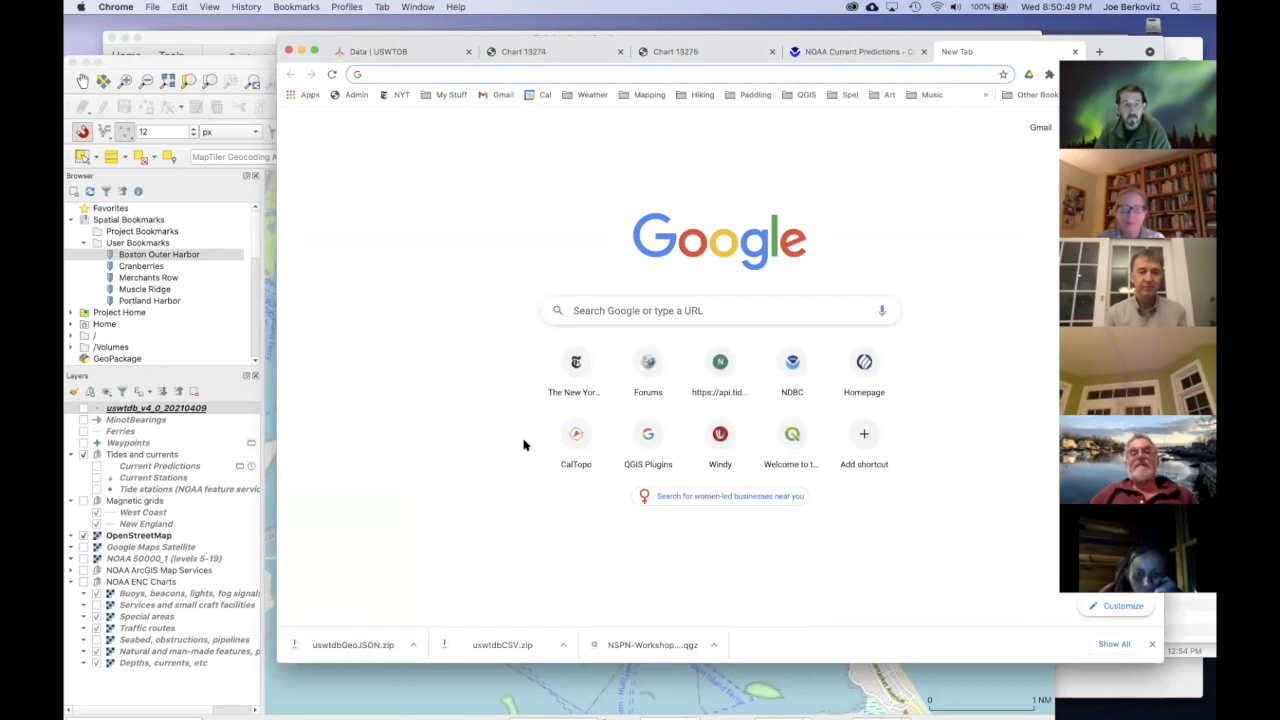 Chrome File Edit View History Bookmarks Profiles Tab Window Help 100% Wed 8:50:49 PM Joe Berkovitz
Data | USWTDB Chart 13274 Chart 13275 NOAA Current Predictions - C New Tab
Apps Admin NYT My Stuff Gmail Cal Weather Mapping Hiking Paddling QGIS Spel Art Music » Other Book
12 px
Gmail
MapTiler Geocoding A
Browser
Favorites
Spatial Bookmarks
Project Bookmarks
User Bookmarks
Boston Outer Harbor
Cranberries
Merchants Row
Muscle Ridge
Portland Harbor
Project Home
Home
/
/Volumes
GeoPackage
Google
Search Google or type a URL
The New Yor... Forums https://api.tid... NDBC Homepage
CalTopo QGIS Plugins Windy Welcome to t... Add shortcut
Search for women-led businesses near you
Layers
uswtdb_v4_0_20210409
MinotBearings
Ferries
Waypoints
Tides and currents
Current Predictions
Current Stations
Tide stations (NOAA feature servic
Magnetic grids
West Coast
New England
OpenStreetMap
Google Maps Satellite
NOAA 50000_1 (levels 5-19)
NOAA ArcGIS Map Services
NOAA ENC Charts
Buoys, beacons, lights, fog signals
Services and small craft facilities
Special areas
Traffic routes
Seabed, obstructions, pipelines
Natural and man-made features, p
Depths, currents, etc
Customize
uswtdbGeoJSON.zip uswtdbCSV.zip NSPN-Workshop....qgz Show All
12:54 PM
0 1 NM